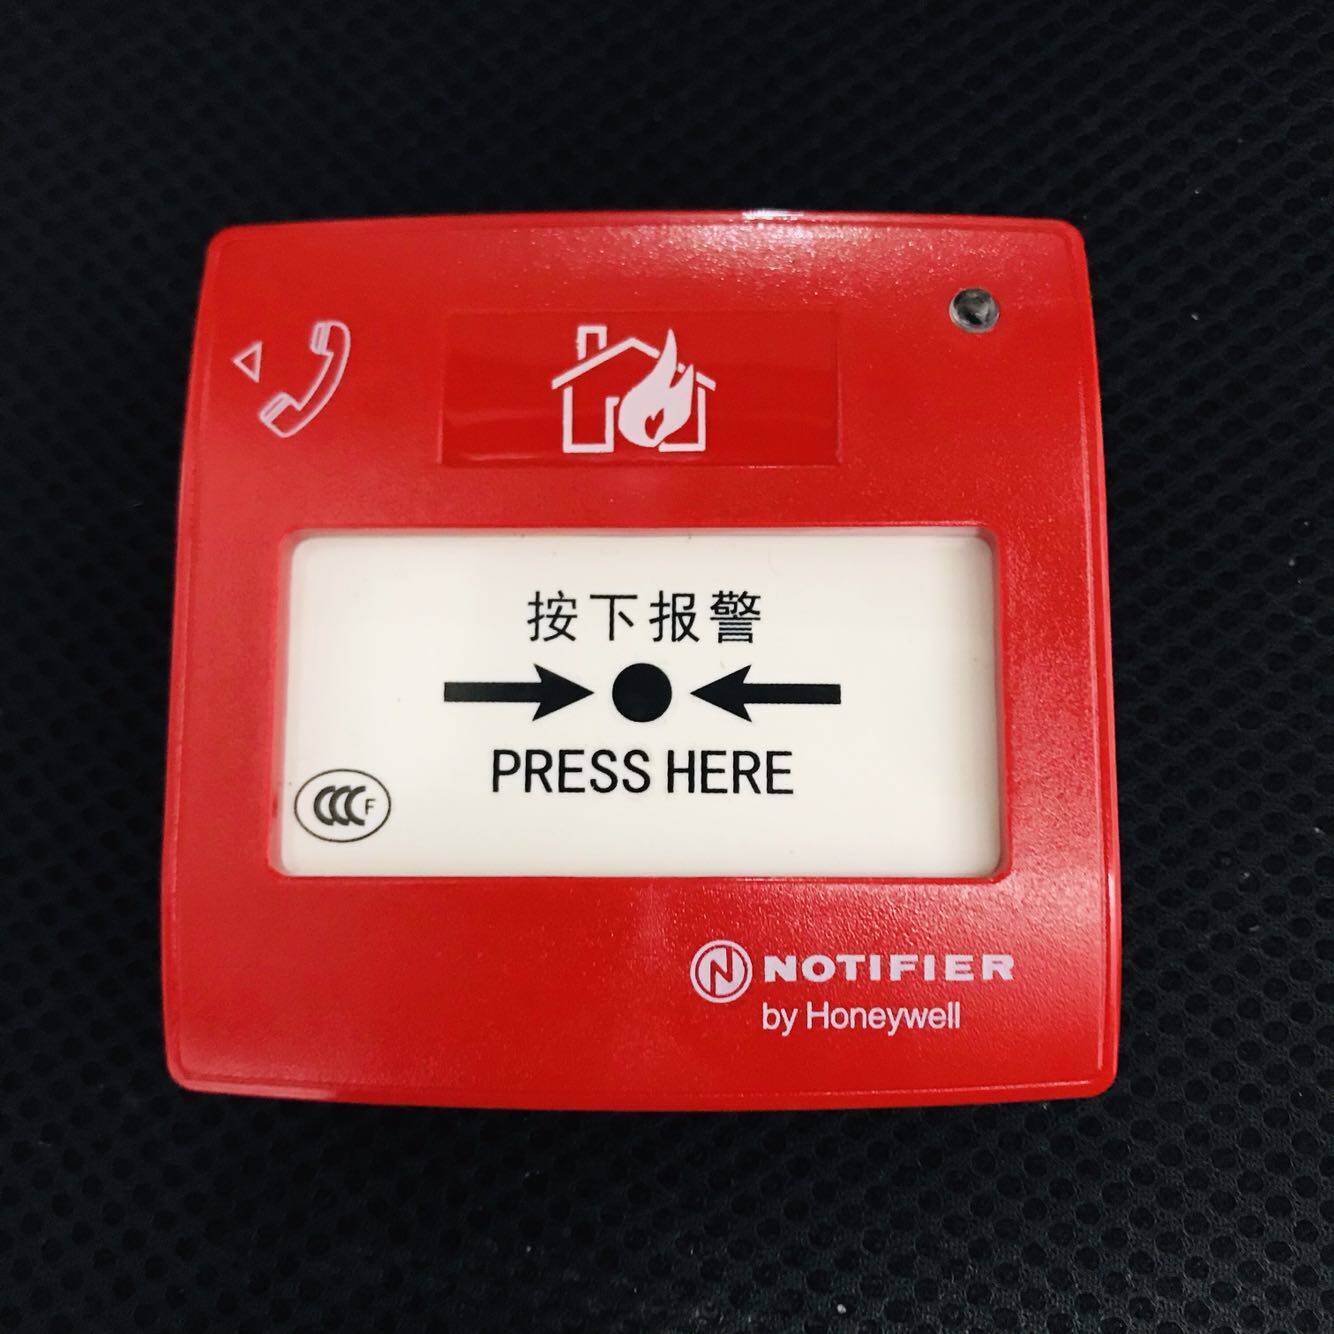 按下报警
PRESS HERE
CCC F
N NOTIFIER
by Honeywell